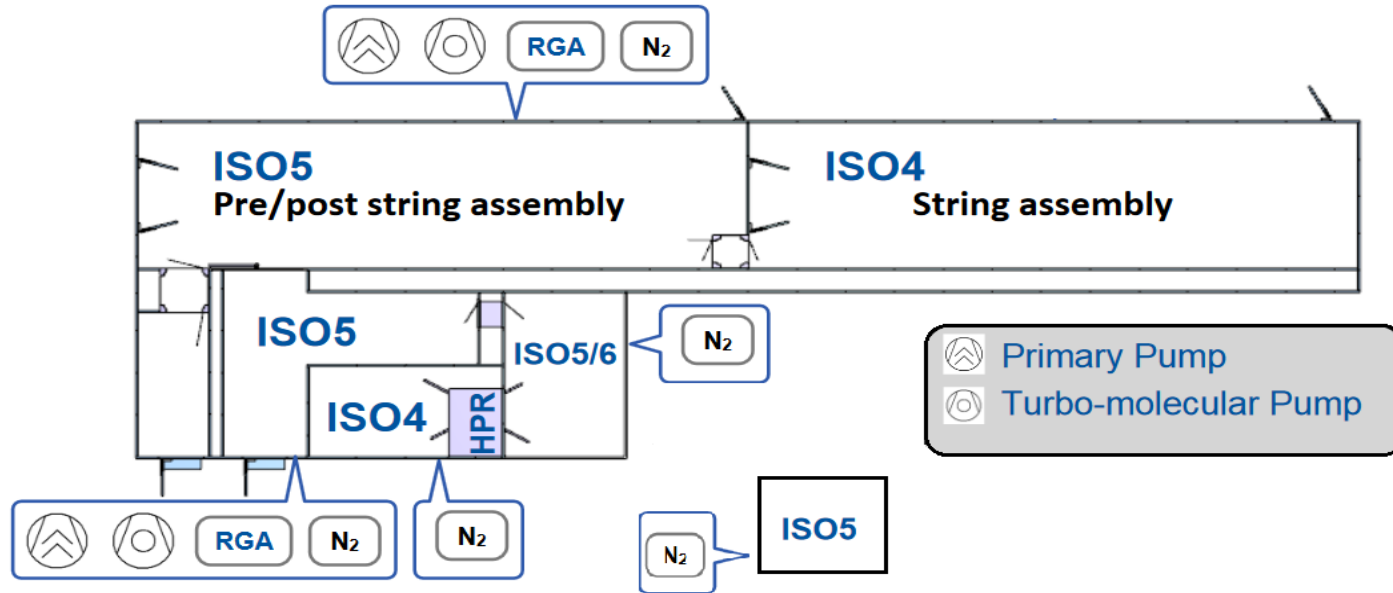 RGA
N₂
ISO5
Pre/post string assembly
ISO4
String assembly
ISO5
ISO5/6
N₂
ISO4
HPR
Primary Pump
Turbo-molecular Pump
RGA
N₂
N₂
N₂
ISO5